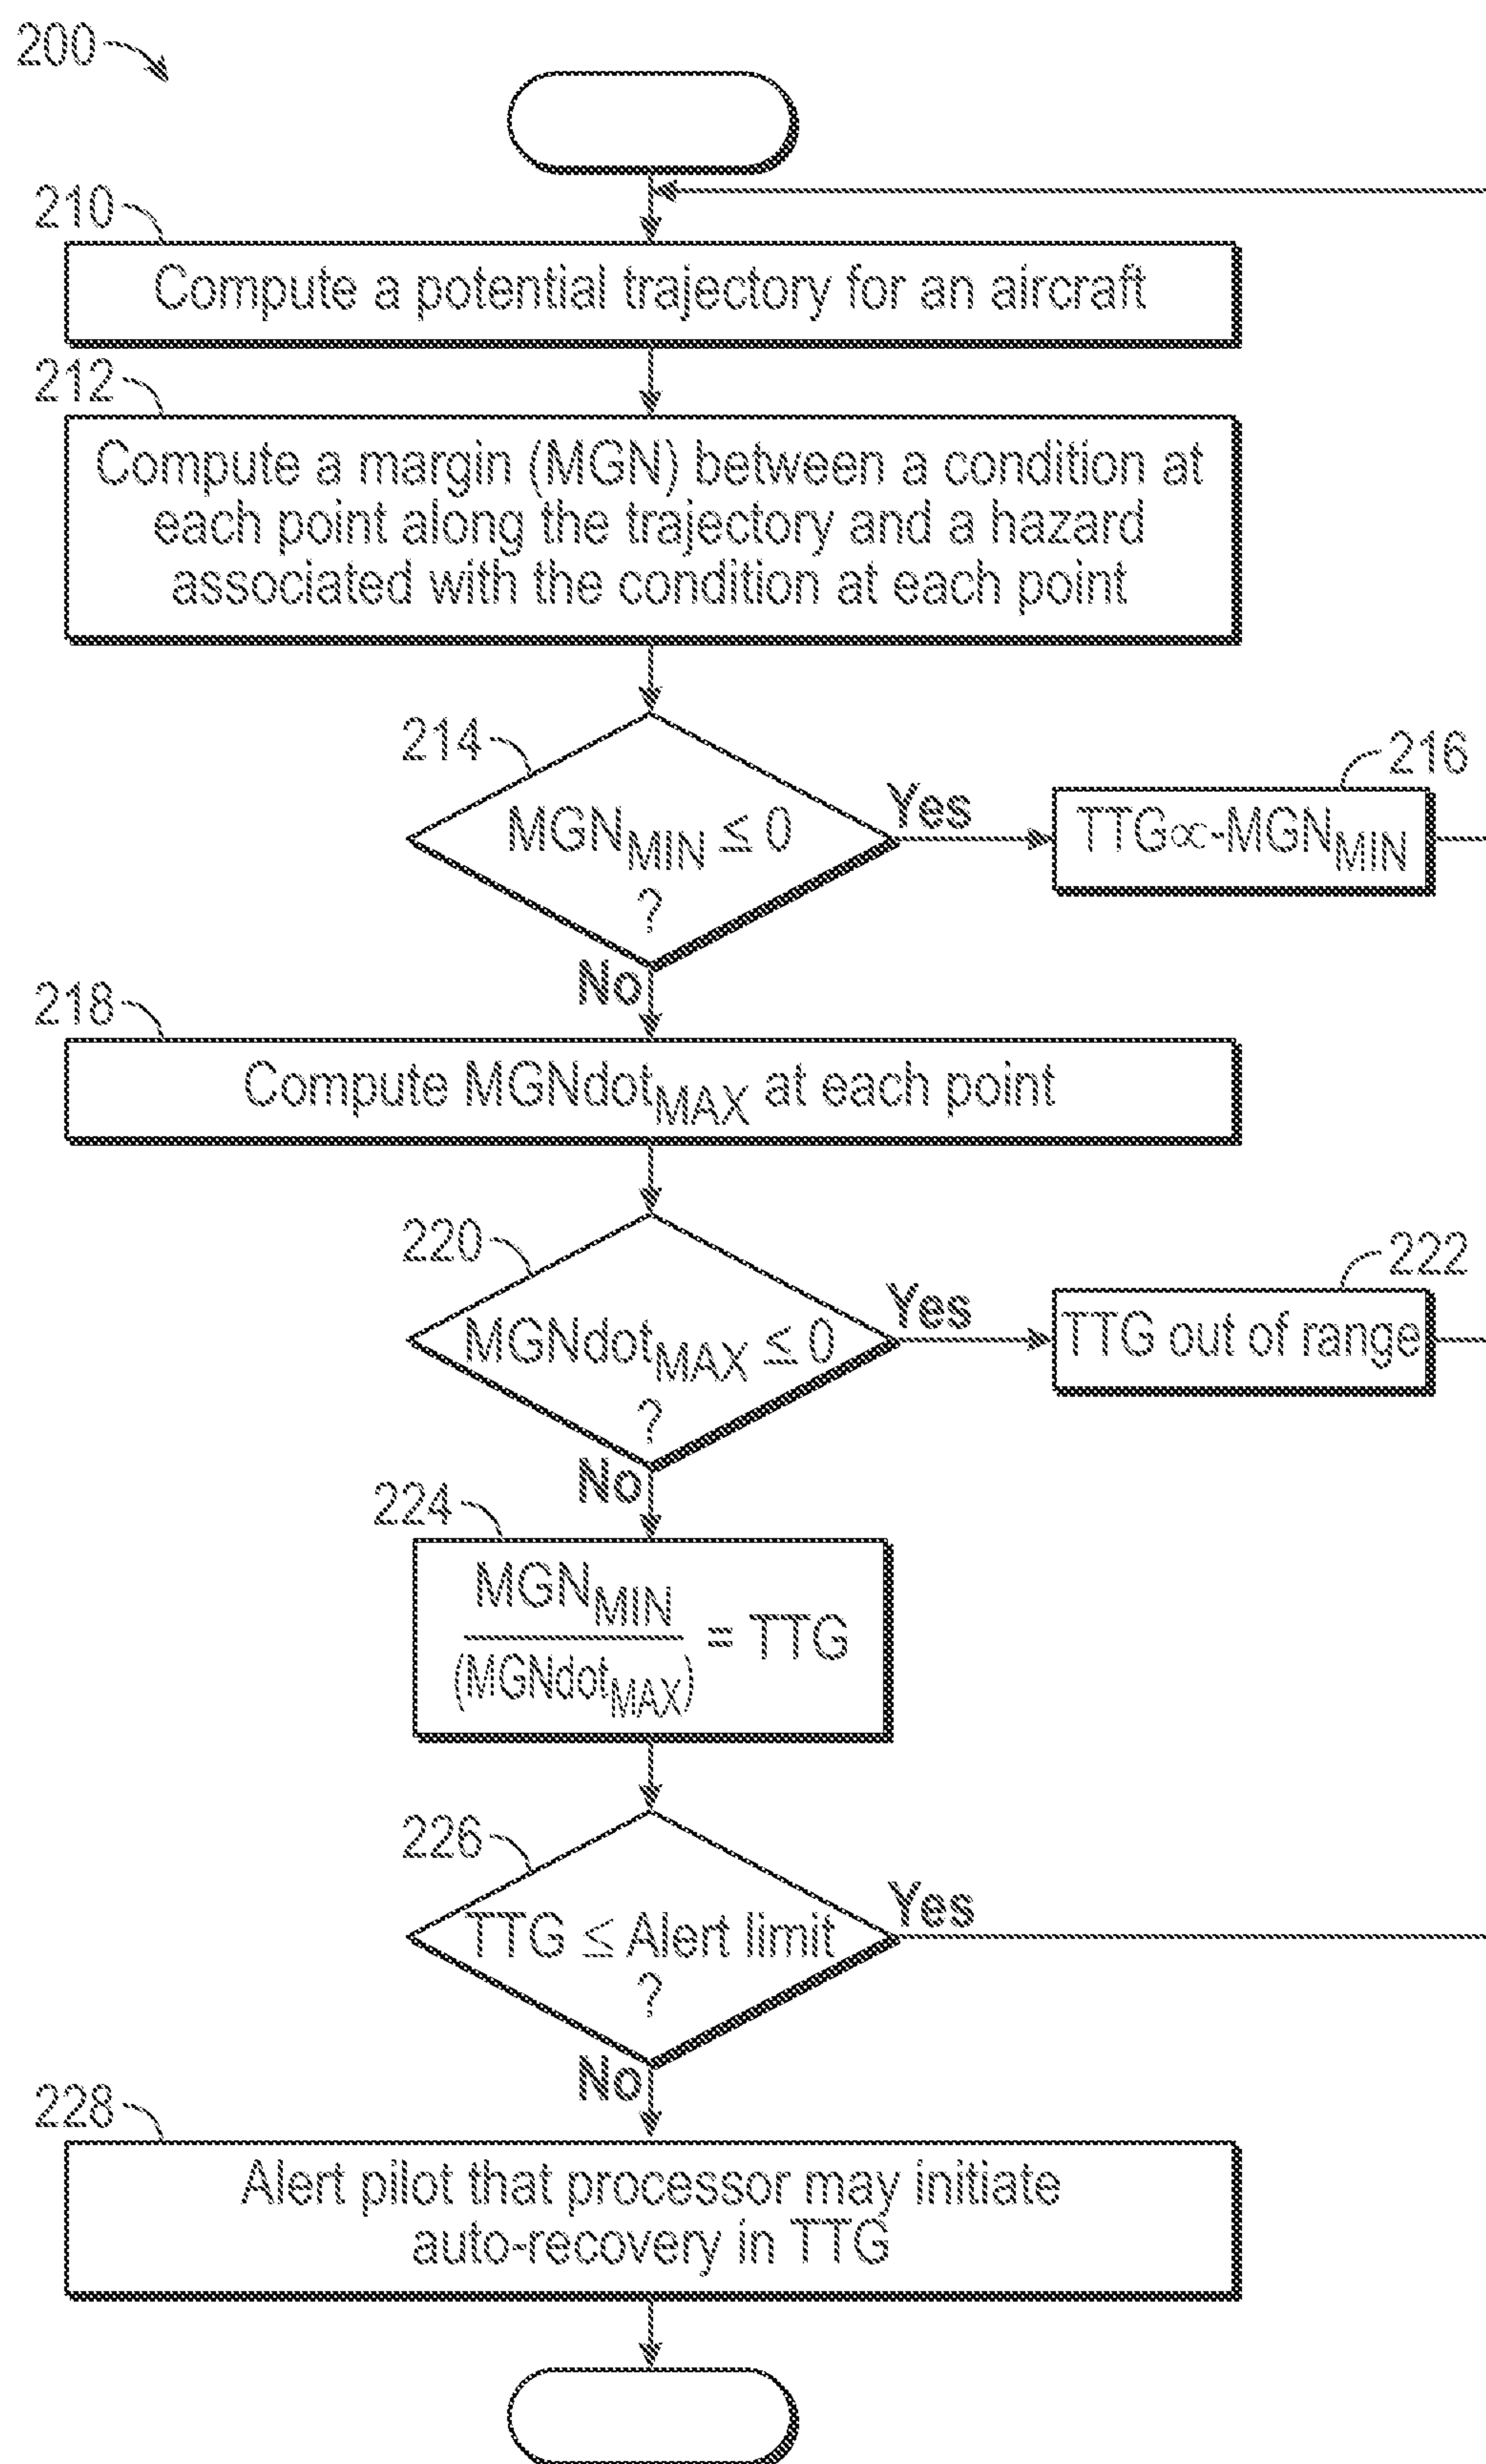 200
210
Compute a potential trajectory for an aircraft
212
Compute a margin (MGN) between a condition at
each point along the trajectory and a hazard
associated with the condition at each point
214
MGN_MIN ≤ 0
?
Yes
216
TTG∝-MGN_MIN
No
218
Compute MGNdot_MAX at each point
220
MGNdot_MAX ≤ 0
?
Yes
222
TTG out of range
No
224
MGN_MIN
(MGNdot_MAX)
= TTG
226
TTG ≤ Alert limit
?
Yes
No
228
Alert pilot that processor may initiate
auto-recovery in TTG